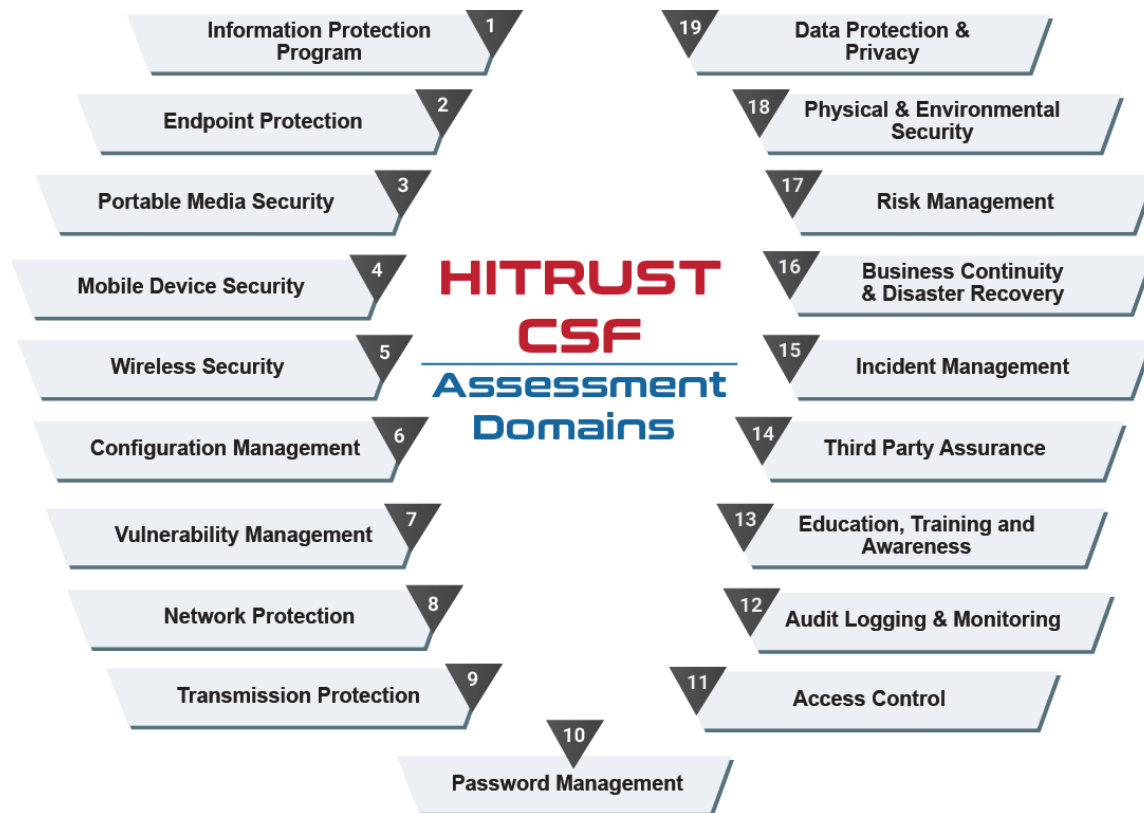 1
Information Protection
Program
2
Endpoint Protection
3
Portable Media Security
4
Mobile Device Security
5
Wireless Security
6
Configuration Management
7
Vulnerability Management
8
Network Protection
9
Transmission Protection
10
Password Management
11
Access Control
12
Audit Logging & Monitoring
13
Education, Training and
Awareness
14
Third Party Assurance
15
Incident Management
16
Business Continuity
& Disaster Recovery
17
Risk Management
18
Physical & Environmental
Security
19
Data Protection &
Privacy
HITRUST
CSF
Assessment
Domains